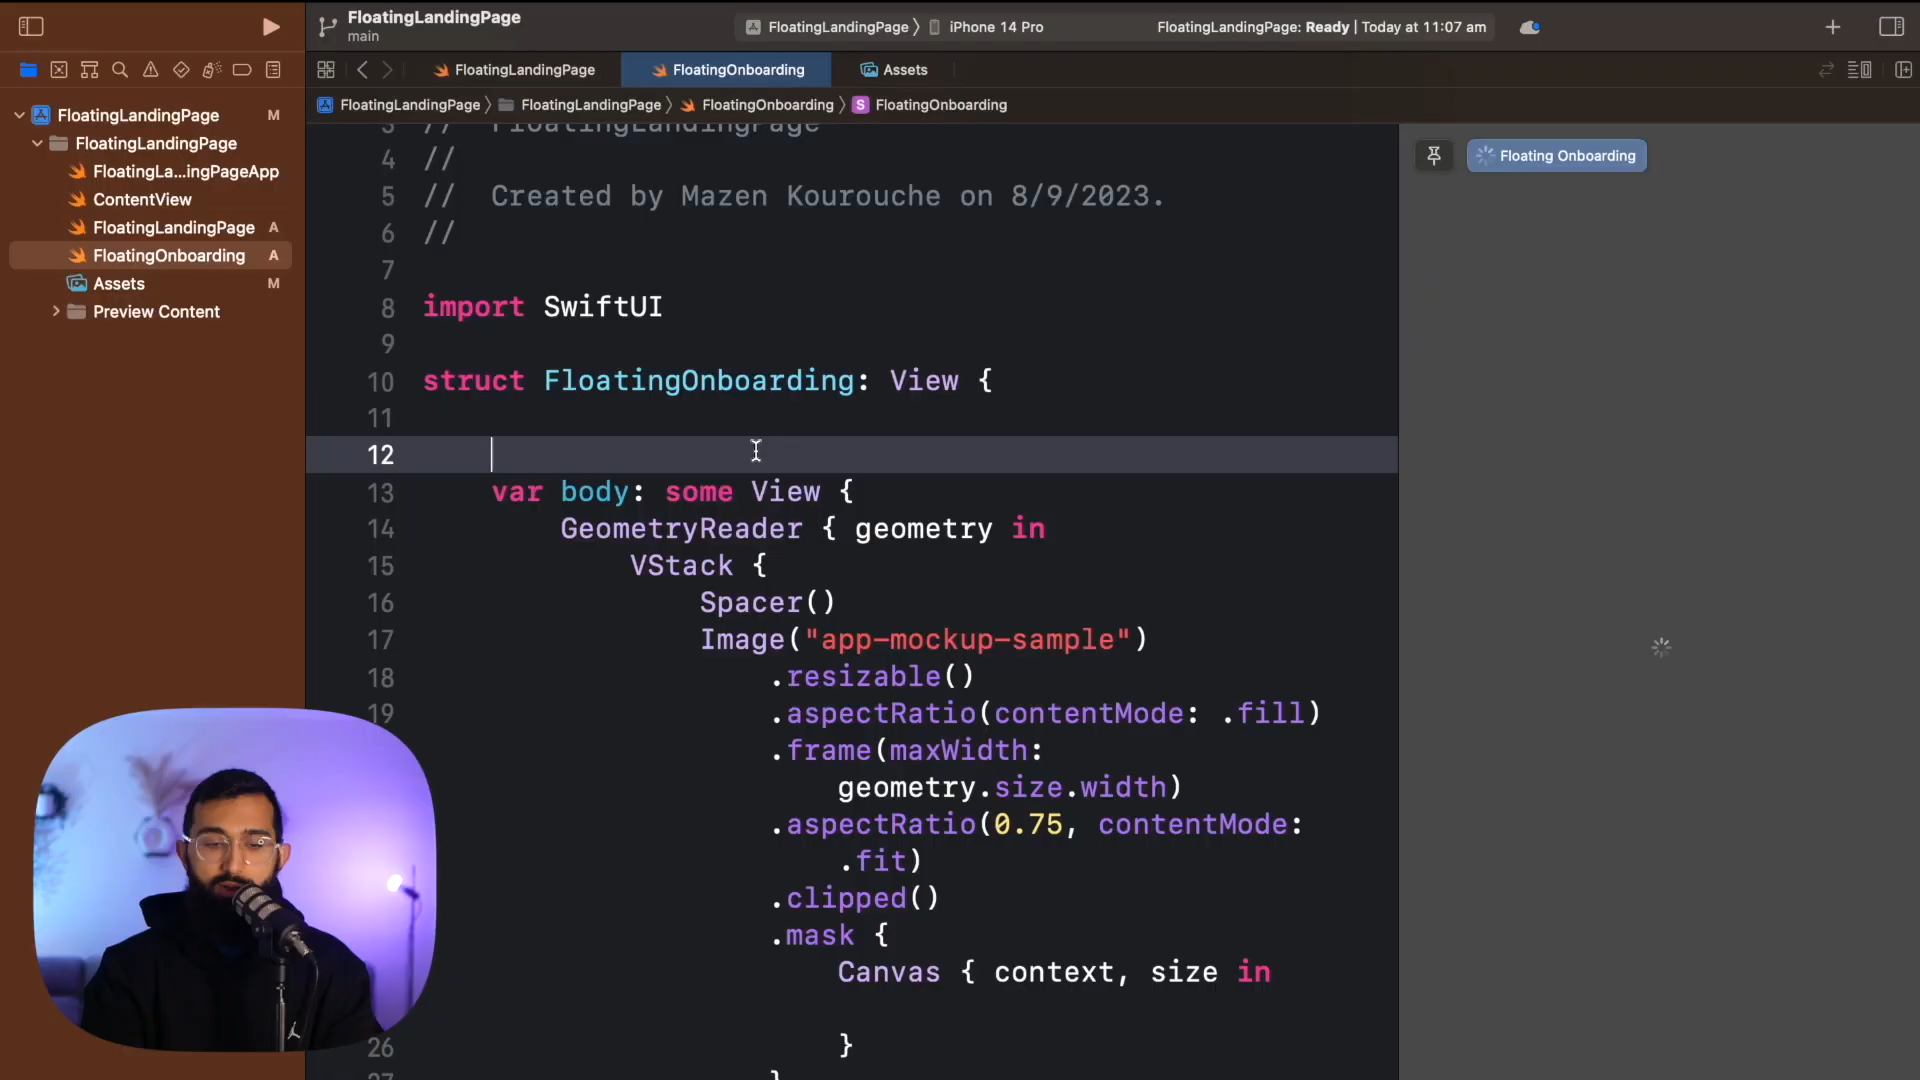 FloatingLandingPage
main
FloatingLandingPage
iPhone 14 Pro
FloatingLandingPage: Ready | Today at 11:07 am
FloatingLandingPage
FloatingOnboarding
Assets
FloatingLandingPage
FloatingLandingPage
FloatingOnboarding
S
FloatingOnboarding
FloatingLandingPage M
FloatingLandingPage
FloatingLa...ingPageApp
ContentView
FloatingLandingPage A
FloatingOnboarding A
Assets M
Preview Content
3 // FloatingLandingPage
4 //
5 // Created by Mazen Kourouche on 8/9/2023.
6 //
7
8 import SwiftUI
9
10 struct FloatingOnboarding: View {
11
12
13 var body: some View {
14 GeometryReader { geometry in
15 VStack {
16 Spacer()
17 Image("app-mockup-sample")
18 .resizable()
19 .aspectRatio(contentMode: .fill)
.frame(maxWidth:
geometry.size.width)
.aspectRatio(0.75, contentMode:
.fit)
.clipped()
.mask {
Canvas { context, size in
26 }
27 }
Floating Onboarding